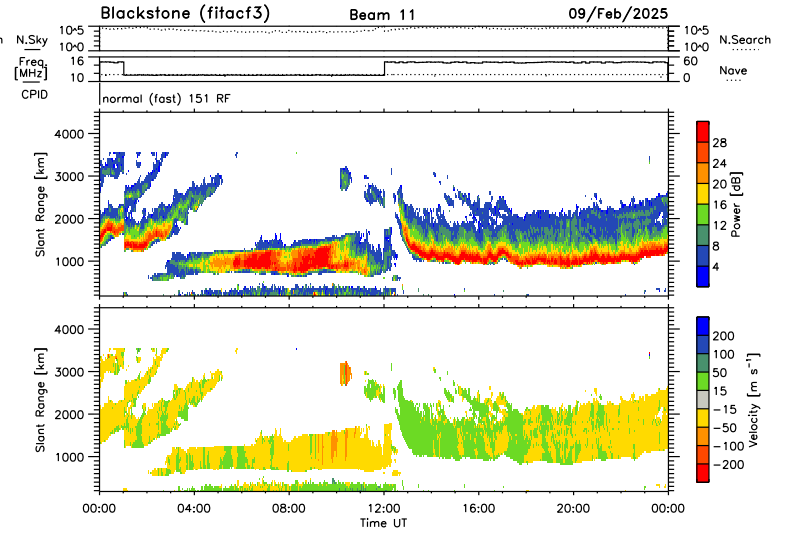 Blackstone (fitacf3) Beam 11 09/Feb/2025
N.Sky 10^5 10^0 10^5 10^0 N.Search
Freq. [MHz] 16 10 60 0 Nave
CPID normal (fast) 151 RF
Slant Range [km] 4000 3000 2000 1000
Power [dB] 28 24 20 16 12 8 4
Slant Range [km] 4000 3000 2000 1000
Velocity [m s⁻¹] 200 100 50 15 −15 −50 −100 −200
00:00 04:00 08:00 12:00 16:00 20:00 00:00
Time UT